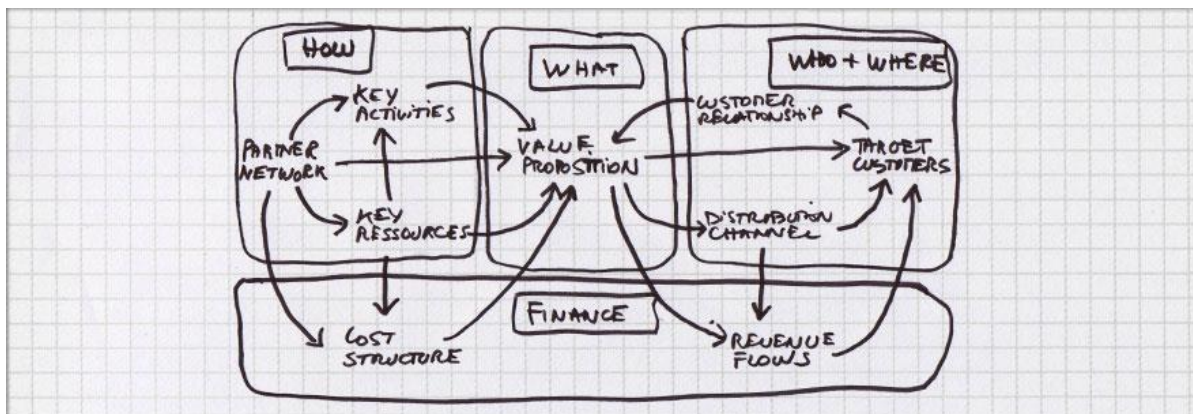 HOW
KEY
ACTIVITIES
PARTNER
NETWORK
KEY
RESSOURCES
WHAT
VALUE
PROPOSITION
WHO + WHERE
CUSTOMER
RELATIONSHIP
TARGET
CUSTOMERS
DISTRIBUTION
CHANNEL
FINANCE
COST
STRUCTURE
REVENUE
FLOWS